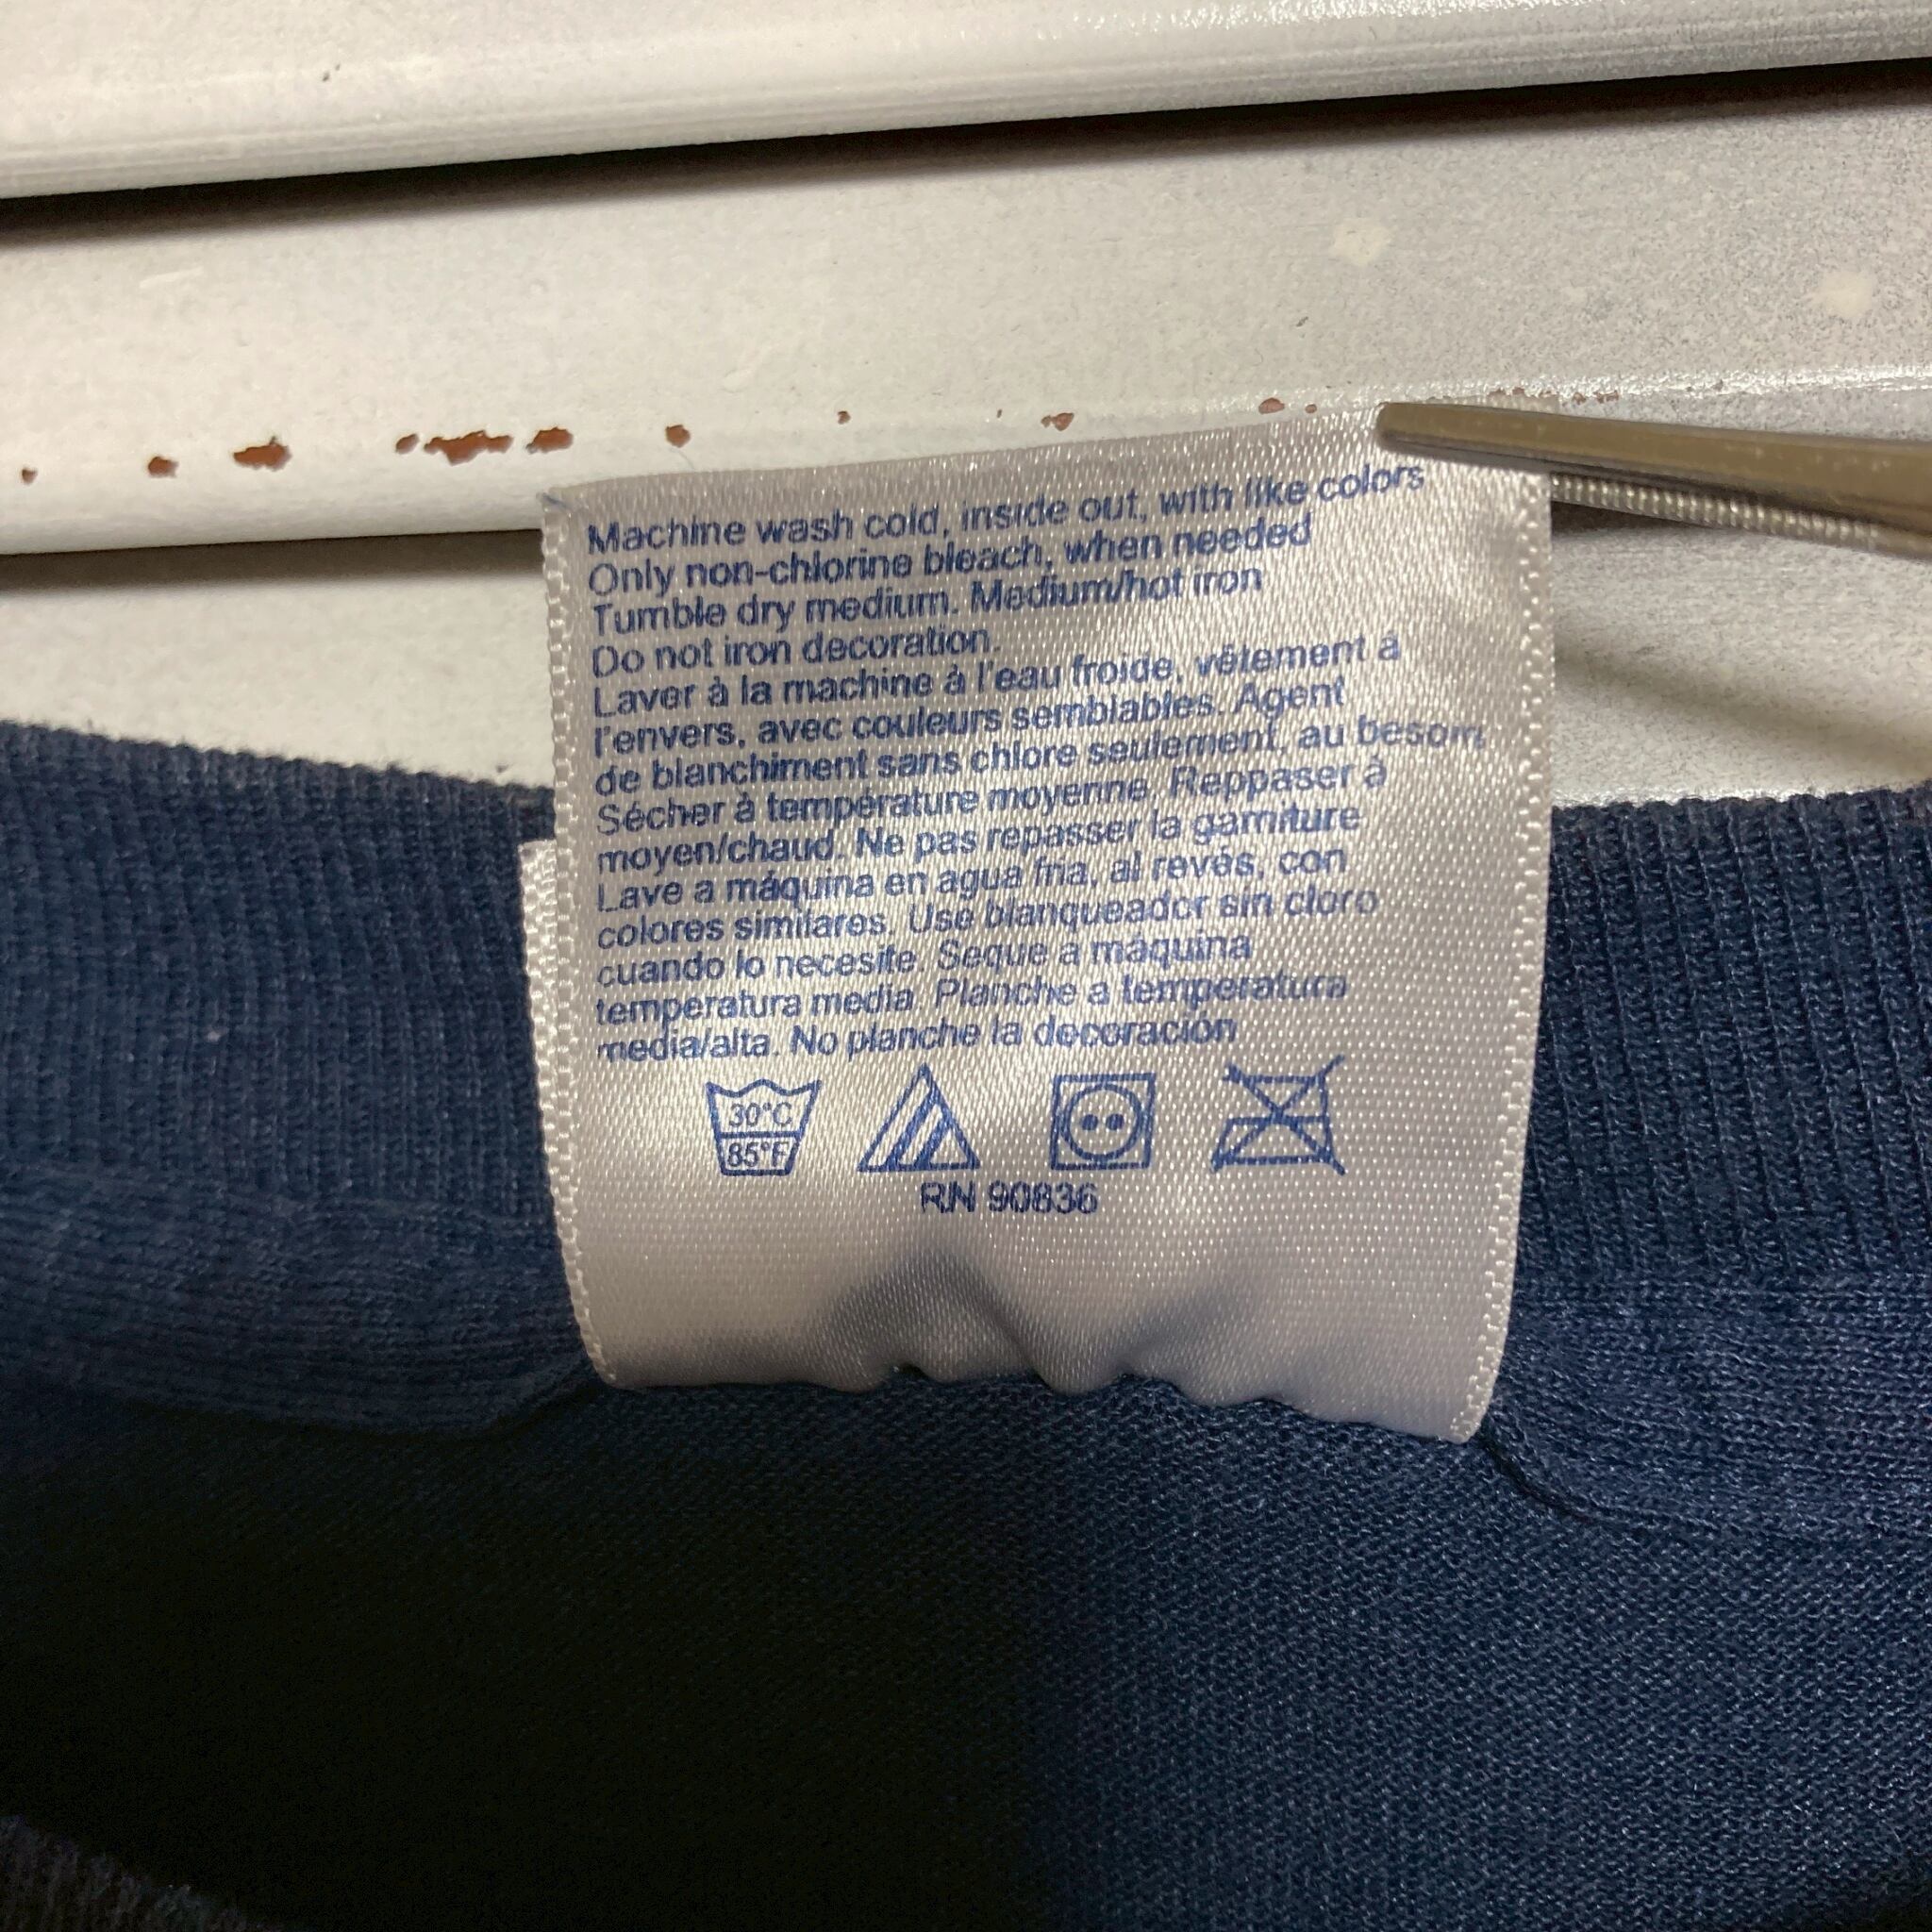 Machine wash cold, inside out, with like colors
Only non-chlorine bleach, when needed
Tumble dry medium. Medium/hot iron
Do not iron decoration.
Laver à la machine à l'eau froide, vêtement à
l'envers, avec couleurs semblables. Agent
de blanchiment sans chlore seulement, au besoin,
Sécher à température moyenne. Reppaser à
moyen/chaud. Ne pas repasser la garniture
Lave a máquina en agua fria, al revés, con
colores similares. Use blanqueador sin cloro
cuando lo necesite. Seque a máquina
temperatura media. Planche a temperatura
media/alta. No planche la decoración
30°C
85°F
RN 90836